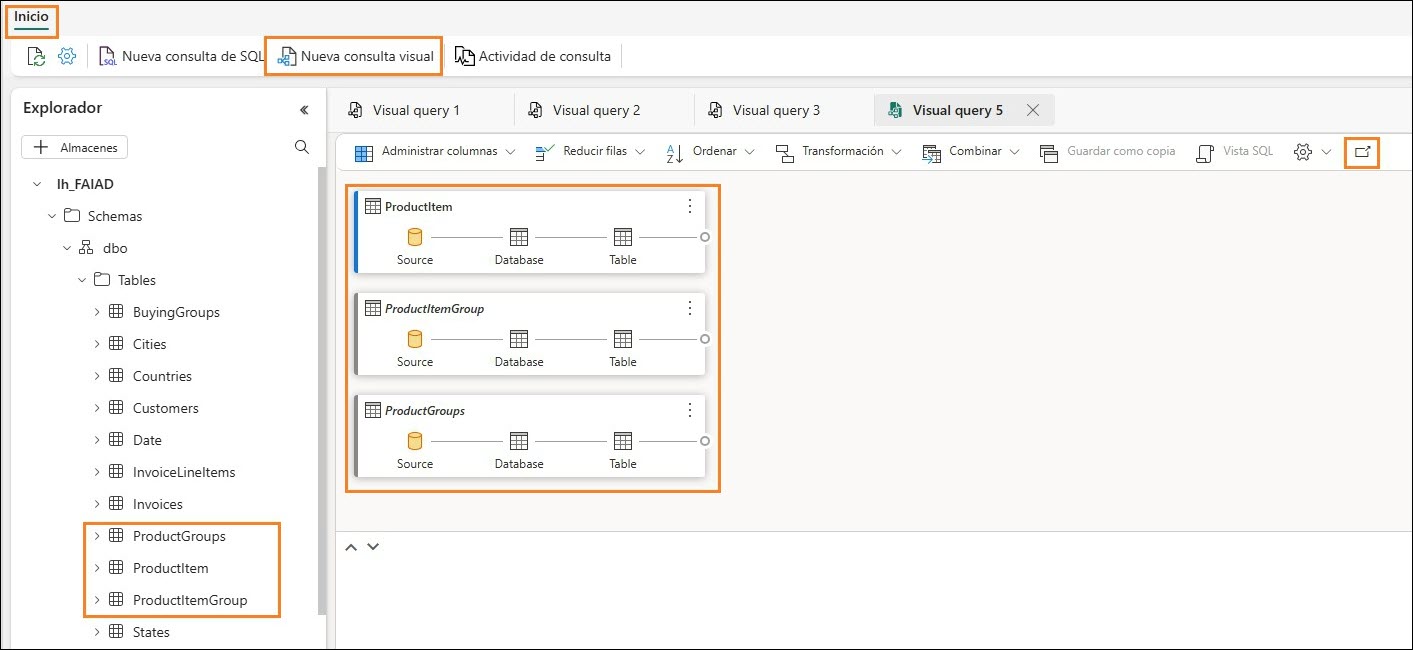 Inicio
Nueva consulta de SQL
Nueva consulta visual
Actividad de consulta
Explorador
Almacenes
lh_FAIAD
Schemas
dbo
Tables
BuyingGroups
Cities
Countries
Customers
Date
InvoiceLineItems
Invoices
ProductGroups
ProductItem
ProductItemGroup
States
Visual query 1
Visual query 2
Visual query 3
Visual query 5
Administrar columnas
Reducir filas
Ordenar
Transformación
Combinar
Guardar como copia
Vista SQL
ProductItem
Source Database Table
ProductItemGroup
Source Database Table
ProductGroups
Source Database Table